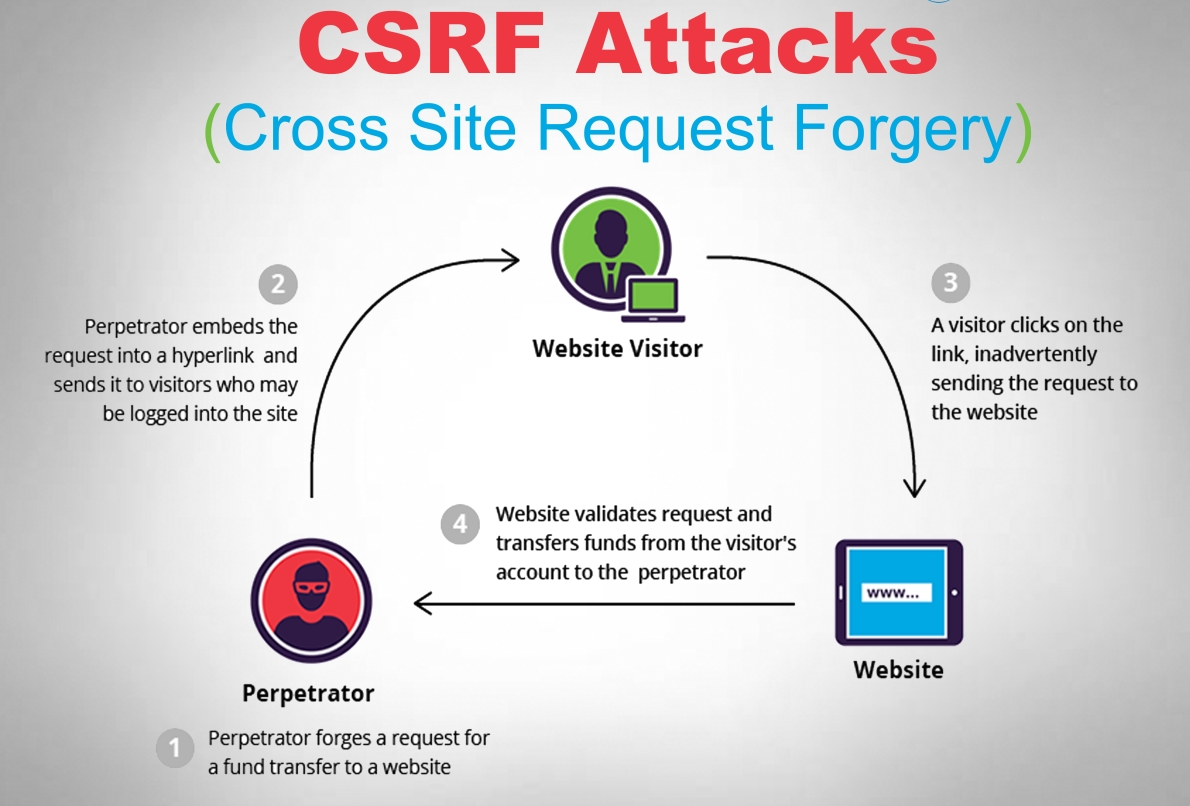 CSRF Attacks
(Cross Site Request Forgery)
2
Perpetrator embeds the
request into a hyperlink and
sends it to visitors who may
be logged into the site
Website Visitor
3
A visitor clicks on the
link, inadvertently
sending the request to
the website
4
Website validates request and
transfers funds from the visitor's
account to the perpetrator
www...
Website
Perpetrator
1
Perpetrator forges a request for
a fund transfer to a website